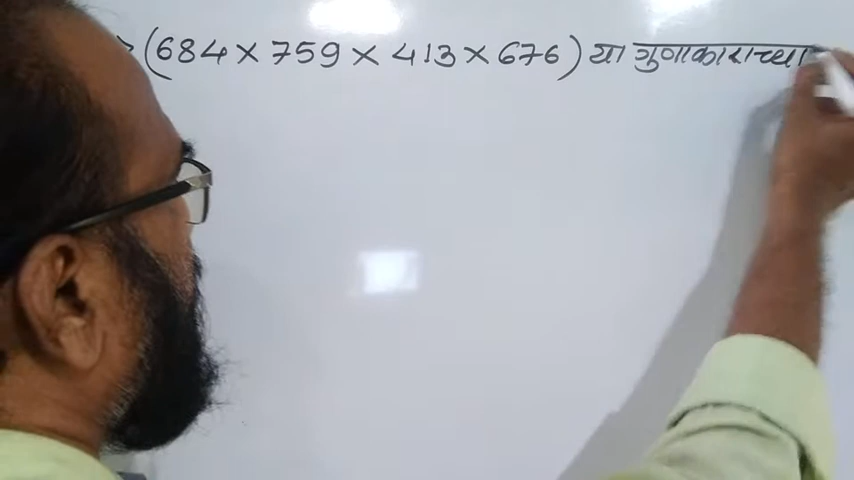 (684 × 759 × 413 × 676) या गुणाकाराच्या